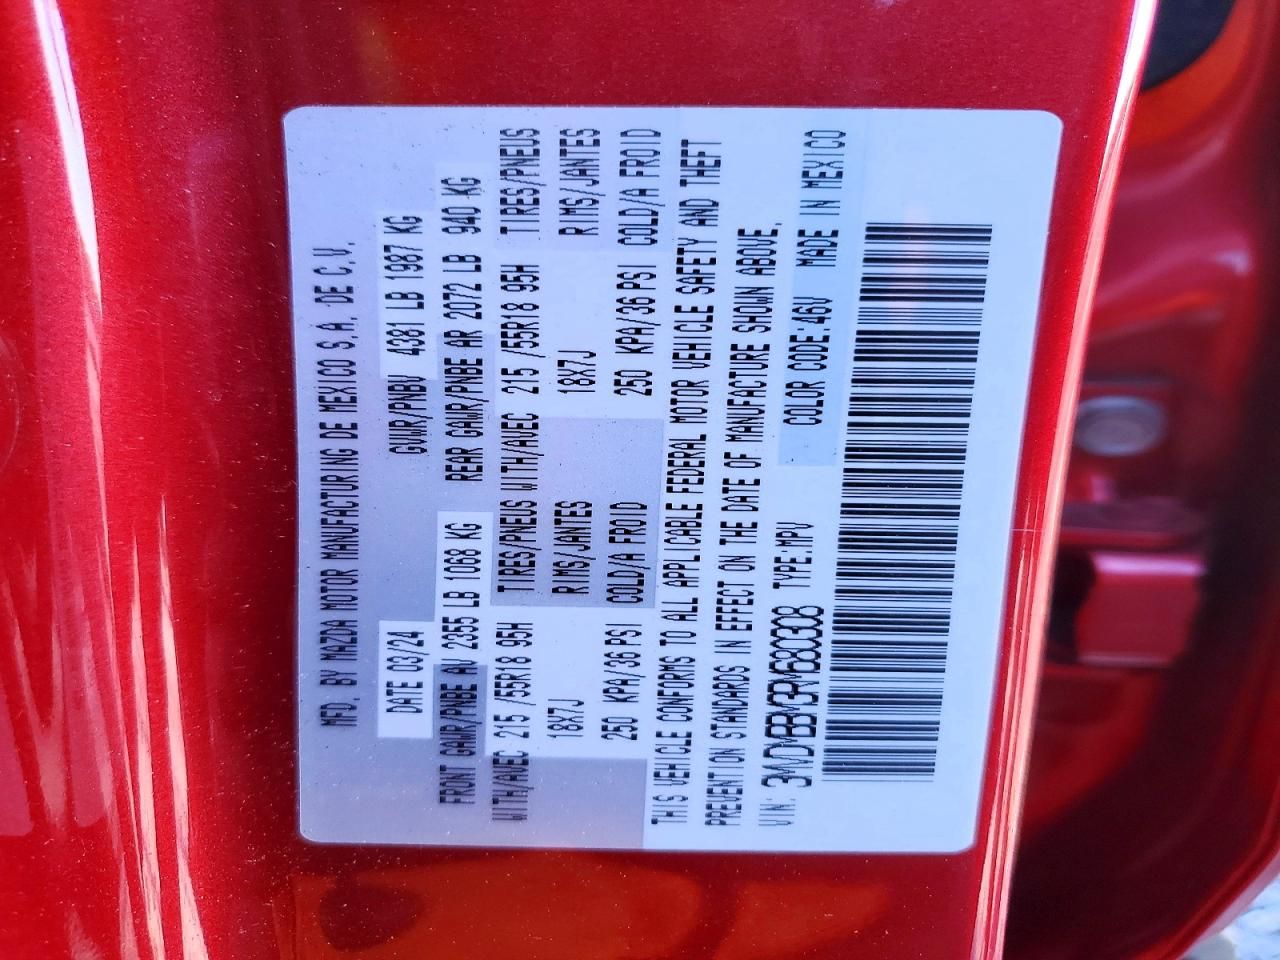 MFD. BY MAZDA MOTOR MANUFACTURING DE MEXICO S.A. DE C.V.
DATE 03/24 GVWR/PNBV 4381 LB 1987 KG
FRONT GAWR/PNBE AV 2355 LB 1068 KG REAR GAWR/PNBE AR 2072 LB 940 KG
WITH/AVEC 215 /55R18 95H TIRES/PNEUS WITH/AVEC 215 /55R18 95H TIRES/PNEUS
18X7J RIMS/JANTES 18X7J RIMS/JANTES
250 KPA/36 PSI COLD/A FROID 250 KPA/36 PSI COLD/A FROID
THIS VEHICLE CONFORMS TO ALL APPLICABLE FEDERAL MOTOR VEHICLE SAFETY AND THEFT
PREVENTION STANDARDS IN EFFECT ON THE DATE OF MANUFACTURE SHOWN ABOVE.
VIN: 3MVDMBBM3RM680308 TYPE:MPV COLOR CODE:46V MADE IN MEXICO